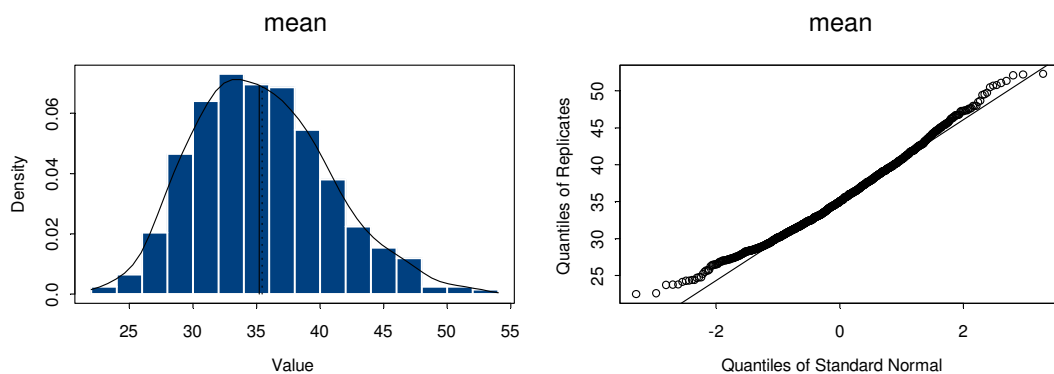 mean
Density
0.0 0.02 0.04 0.06
25 30 35 40 45 50 55
Value
mean
Quantiles of Replicates
25 30 35 40 45 50
-2 0 2
Quantiles of Standard Normal